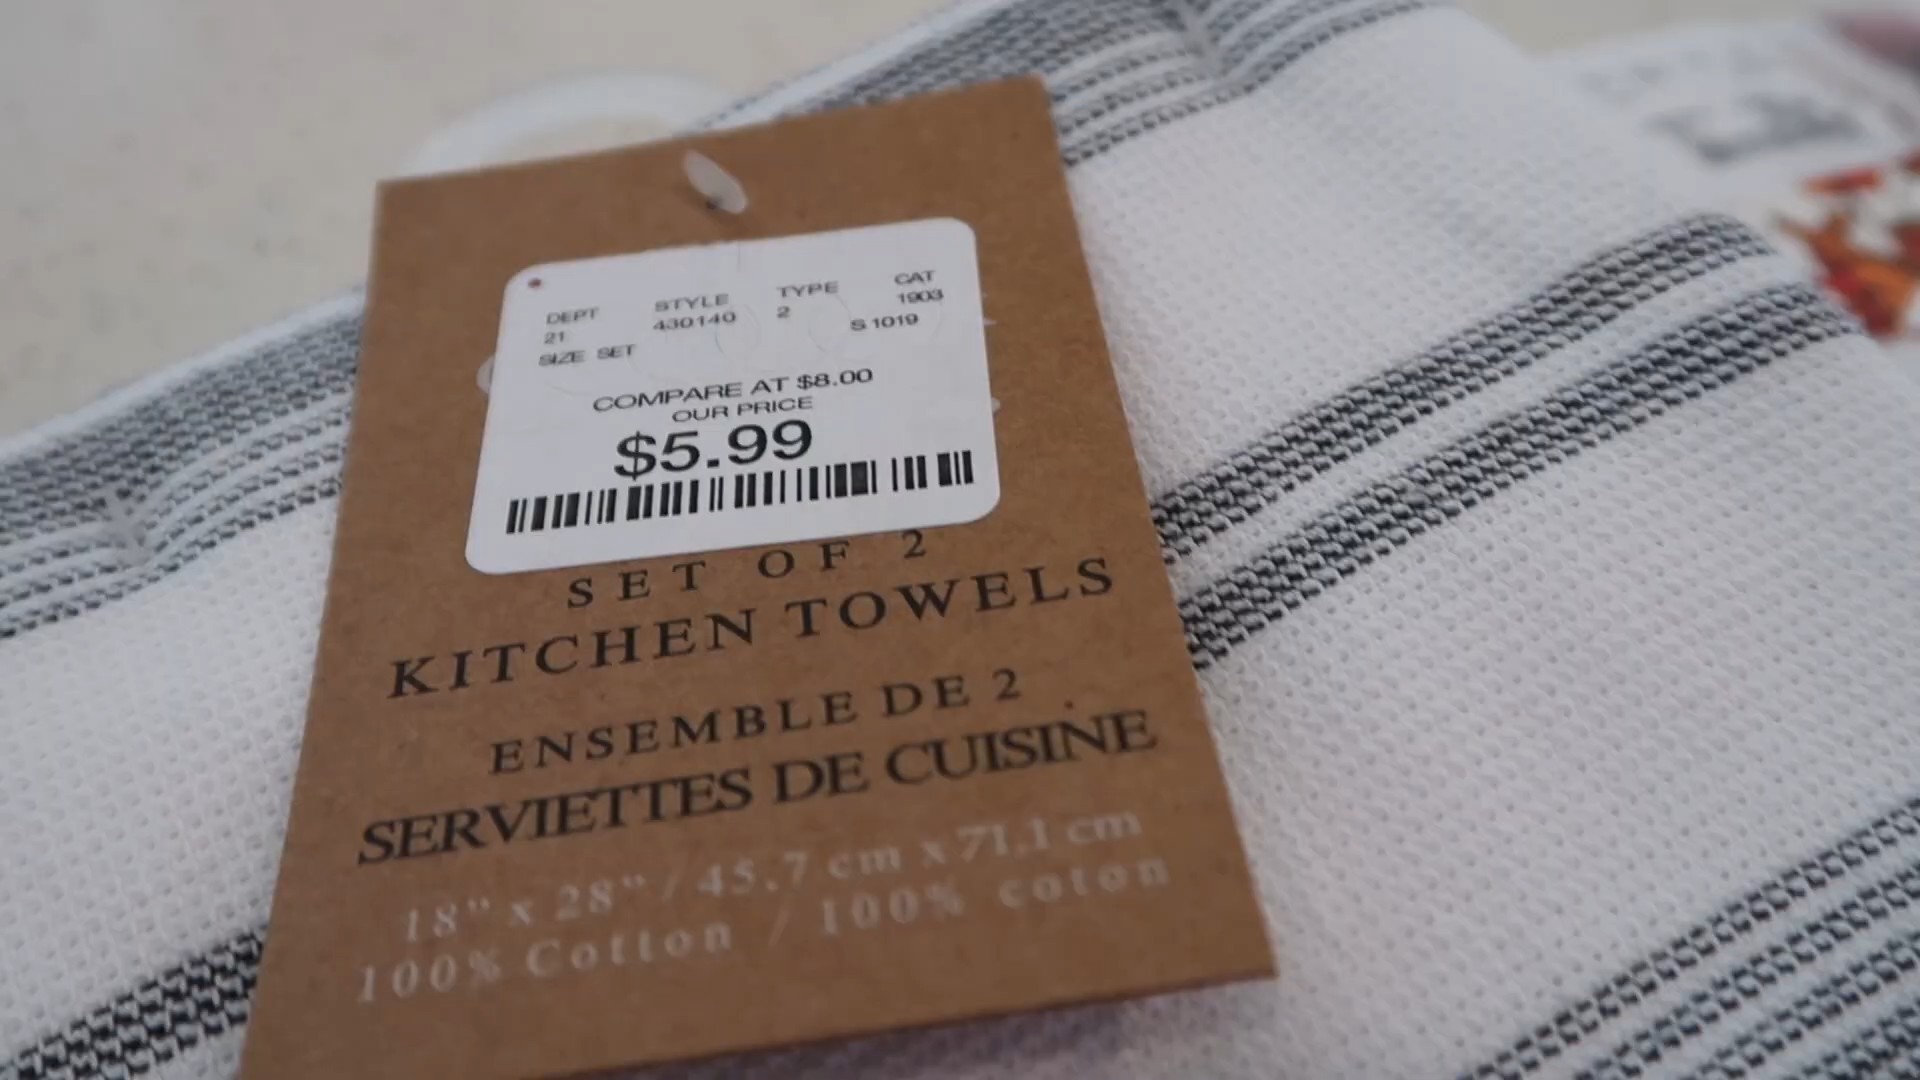 DEPT STYLE TYPE CAT
21 430140 2 1903
SIZE SET S 1019
COMPARE AT $8.00
OUR PRICE
$5.99
SET OF 2
KITCHEN TOWELS
ENSEMBLE DE 2
SERVIETTES DE CUISINE
18" x 28" / 45.7 cm x 71.1 cm
100% Cotton / 100% coton